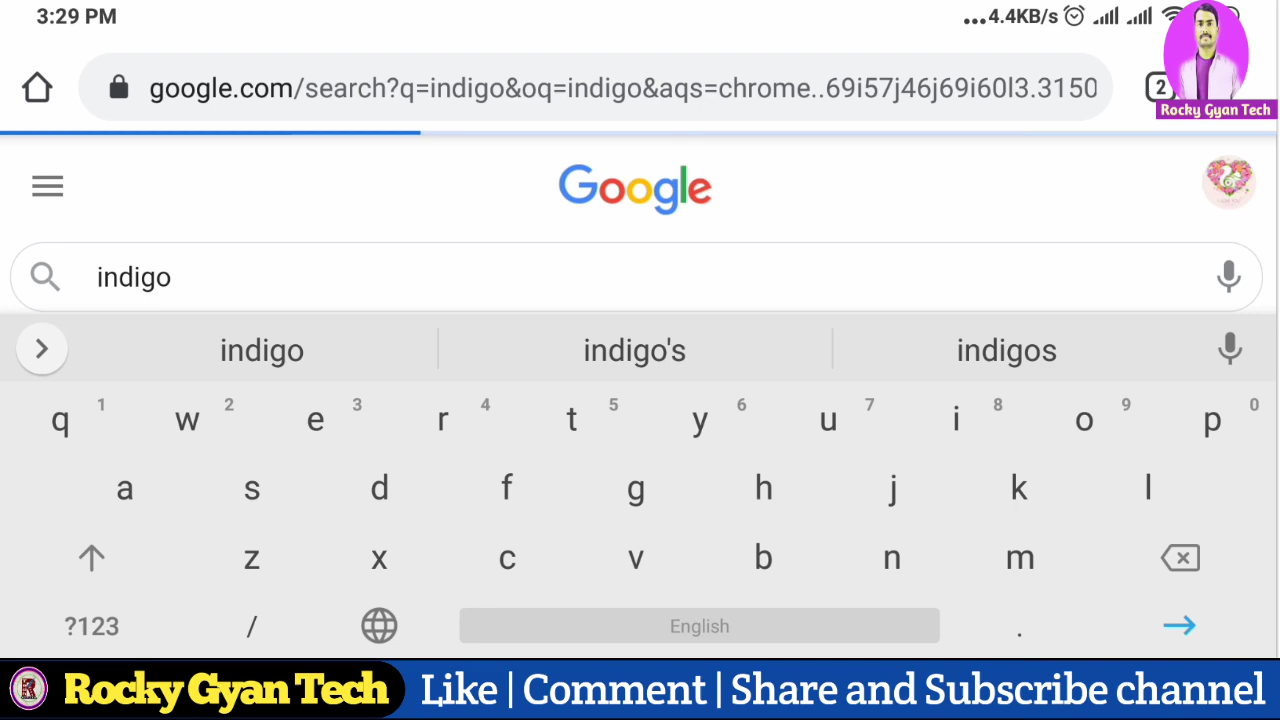 3:29 PM
...4.4KB/s
google.com/search?q=indigo&oq=indigo&aqs=chrome..69i57j46j69i60l3.3150
2
Rocky Gyan Tech
Google
indigo
indigo indigo's indigos
q 1 w 2 e 3 r 4 t 5 y 6 u 7 i 8 o 9 p 0
a s d f g h j k l
z x c v b n m
?123 / English .
R Rocky Gyan Tech Like | Comment | Share and Subscribe channel